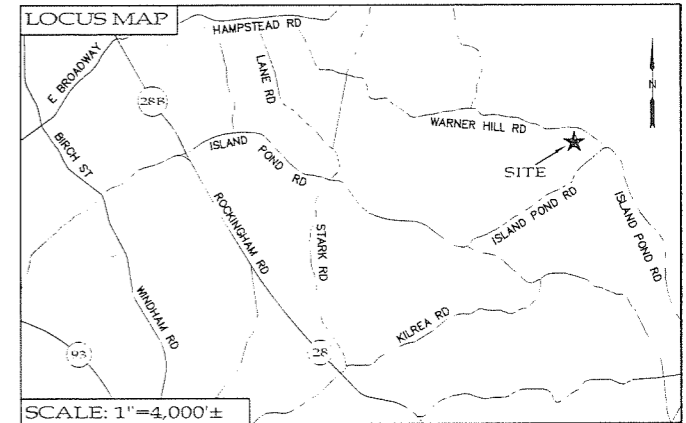 LOCUS MAP
HAMPSTEAD RD
E BROADWAY
LANE RD
28B
N
WARNER HILL RD
BIRCH ST
ISLAND POND RD
SITE
ISLAND POND RD
ISLAND POND RD
ROCKINGHAM RD
STARK RD
WINDHAM RD
KILREA RD
93
28
SCALE: 1"=4,000'±